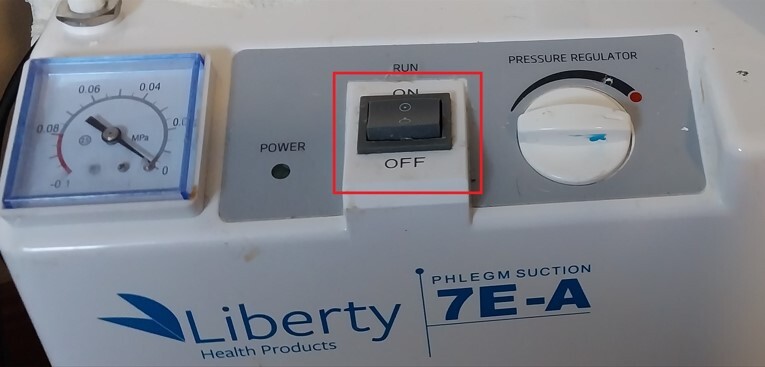 RUN
PRESSURE REGULATOR
0.06
0.04
ON
0.08
MPa
POWER
OFF
-0.1
0
PHLEGM SUCTION
7E-A
Liberty
Health Products